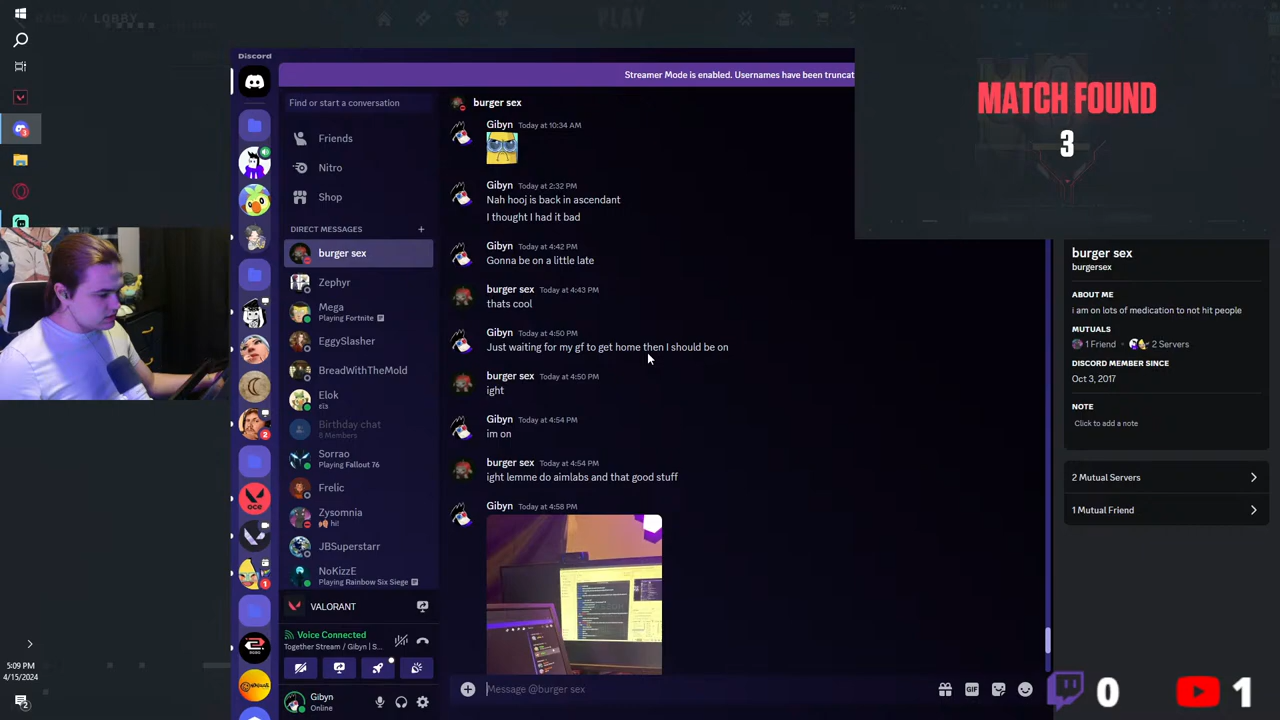 LOBBY
PLAY
Discord
Streamer Mode is enabled. Usernames have been truncat
MATCH FOUND
3
Find or start a conversation
Friends
Nitro
Shop
DIRECT MESSAGES
burger sex
Zephyr
Mega
Playing Fortnite
EggySlasher
BreadWithTheMold
Elok
Birthday chat
8 Members
Sorrao
Playing Fallout 76
Frelic
Zysomnia
hi!
JBSuperstarr
NoKizzE
Playing Rainbow Six Siege
VALORANT
Voice Connected
Together Stream / Gibyn | S...
Gibyn
Online
burger sex
Gibyn Today at 10:34 AM
Gibyn Today at 2:32 PM
Nah hooj is back in ascendant
I thought I had it bad
Gibyn Today at 4:42 PM
Gonna be on a little late
burger sex Today at 4:43 PM
thats cool
Gibyn Today at 4:50 PM
Just waiting for my gf to get home then I should be on
burger sex Today at 4:50 PM
ight
Gibyn Today at 4:54 PM
im on
burger sex Today at 4:54 PM
ight lemme do aimlabs and that good stuff
Gibyn Today at 4:58 PM
Message @burger sex
GIF
burger sex
burgersex
ABOUT ME
i am on lots of medication to not hit people
MUTUALS
1 Friend • 2 Servers
DISCORD MEMBER SINCE
Oct 3, 2017
NOTE
Click to add a note
2 Mutual Servers
1 Mutual Friend
OCE
2
1
5:09 PM
4/15/2024
0
1